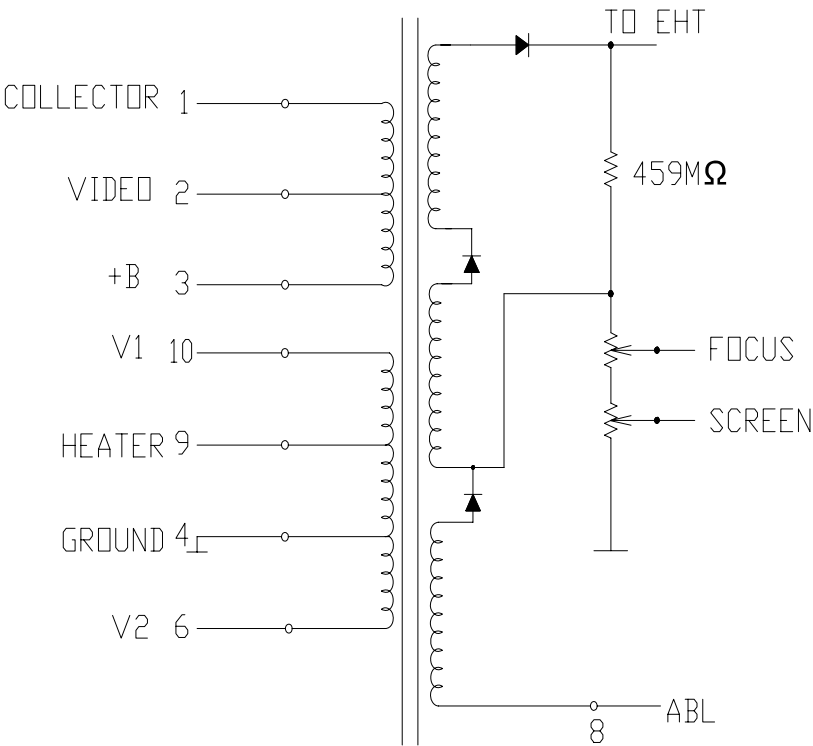 TO EHT
COLLECTOR 1
459MΩ
VIDEO 2
+B 3
V1 10
FOCUS
SCREEN
HEATER 9
GROUND 4
V2 6
ABL
8